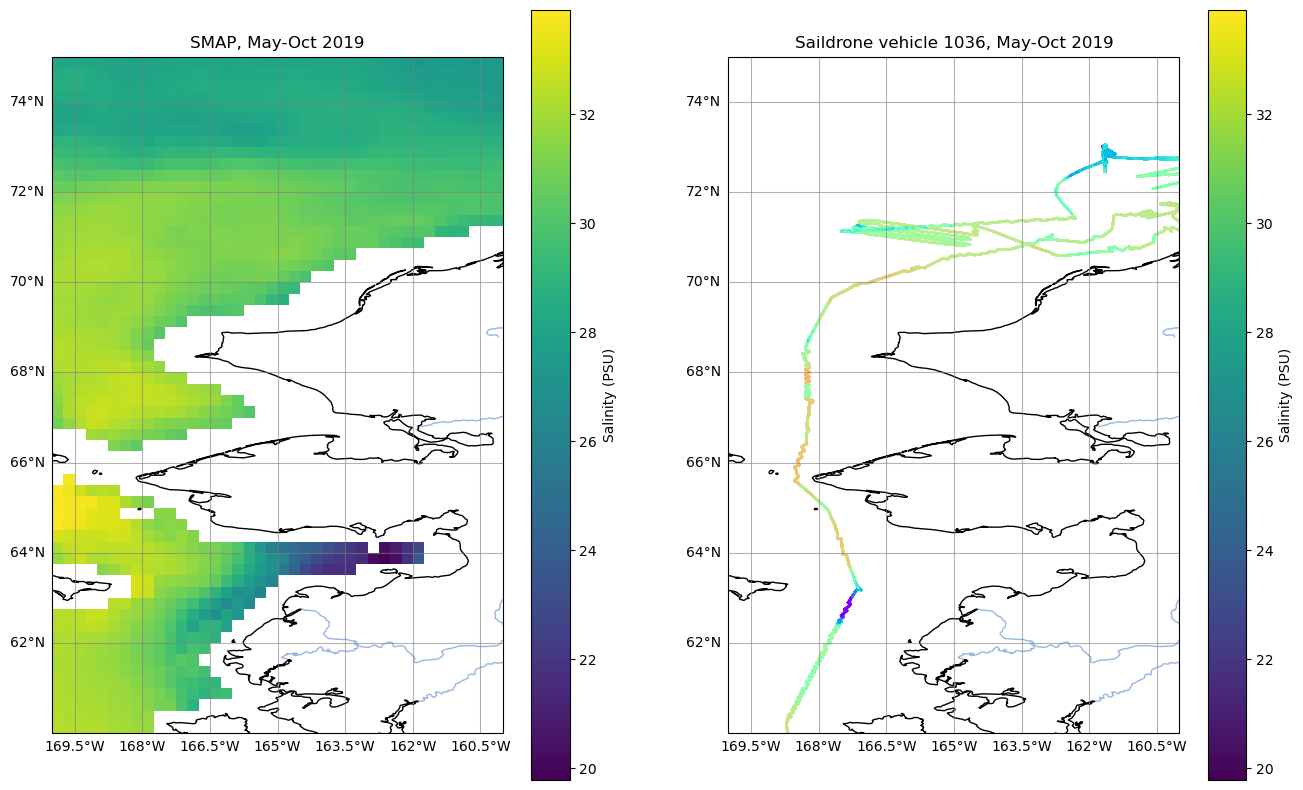 SMAP, May-Oct 2019
74°N
72°N
70°N
68°N
66°N
64°N
62°N
169.5°W 168°W 166.5°W 165°W 163.5°W 162°W 160.5°W
32
30
28
26
24
22
20
Salinity (PSU)
Saildrone vehicle 1036, May-Oct 2019
74°N
72°N
70°N
68°N
66°N
64°N
62°N
169.5°W 168°W 166.5°W 165°W 163.5°W 162°W 160.5°W
32
30
28
26
24
22
20
Salinity (PSU)